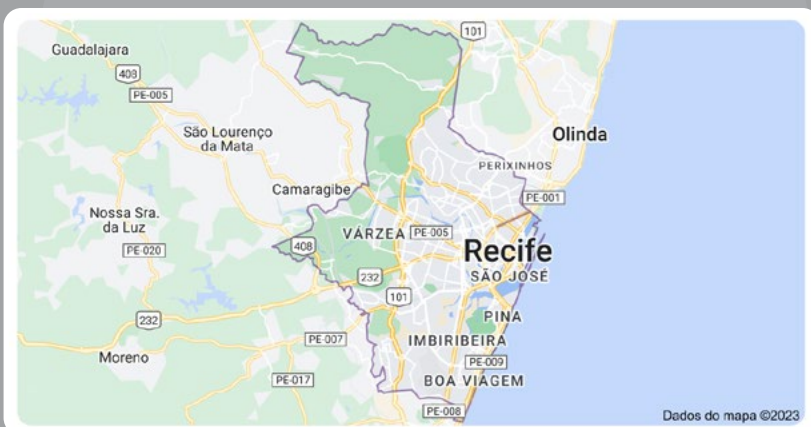 101
Guadalajara
408
PE-005
São Lourenço
da Mata
Olinda
PERIXINHOS
Camaragibe
PE-001
Nossa Sra.
da Luz
VÁRZEA
PE-005
PE-020
408
Recife
SÃO JOSÉ
232
101
PINA
232
PE-007
IMBIRIBEIRA
Moreno
PE-009
PE-017
BOA VIAGEM
PE-008
Dados do mapa ©2023